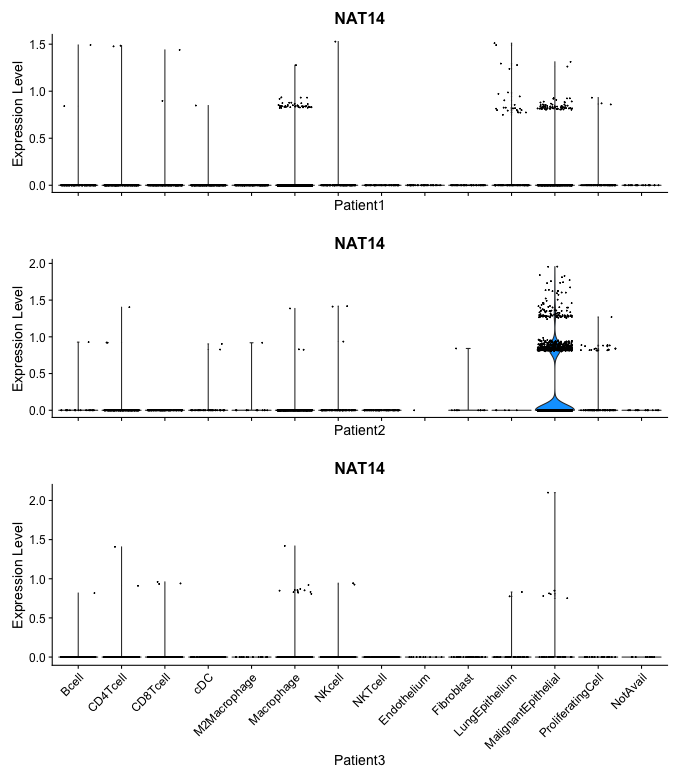 NAT14
Expression Level
1.5
1.0
0.5
0.0
Patient1
NAT14
Expression Level
2.0
1.5
1.0
0.5
0.0
Patient2
NAT14
Expression Level
2.0
1.5
1.0
0.5
0.0
Bcell
CD4Tcell
CD8Tcell
cDC
M2Macrophage
Macrophage
NKcell
NKTcell
Endothelium
Fibroblast
LungEpithelium
MalignantEpithelial
ProliferatingCell
NotAvail
Patient3